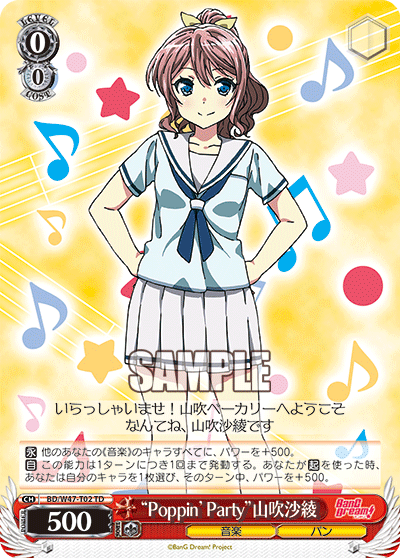 LEVEL
0
0
COST
SAMPLE
いらっしゃいませ！山吹ベーカリーへようこそ
なんてね、山吹沙綾です
永 他のあなたの《音楽》のキャラすべてに、パワーを＋500。
自 この能力は1ターンにつき1回まで発動する。あなたが起を使った時、
あなたは自分のキャラを1枚選び、そのターン中、パワーを＋500。
CH BD/W47-T02 TD
500
“Poppin' Party”山吹沙綾
BanG Dream!
音楽 パン
©BanG Dream! Project